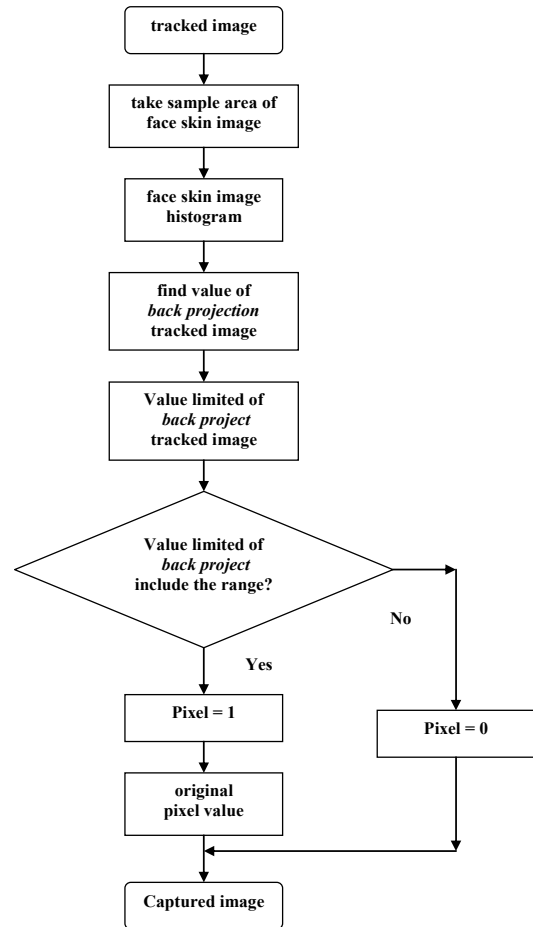 tracked image
take sample area of
face skin image
face skin image
histogram
find value of
back projection
tracked image
Value limited of
back project
tracked image
Value limited of
back project
include the range?
No
Yes
Pixel = 1
Pixel = 0
original
pixel value
Captured image